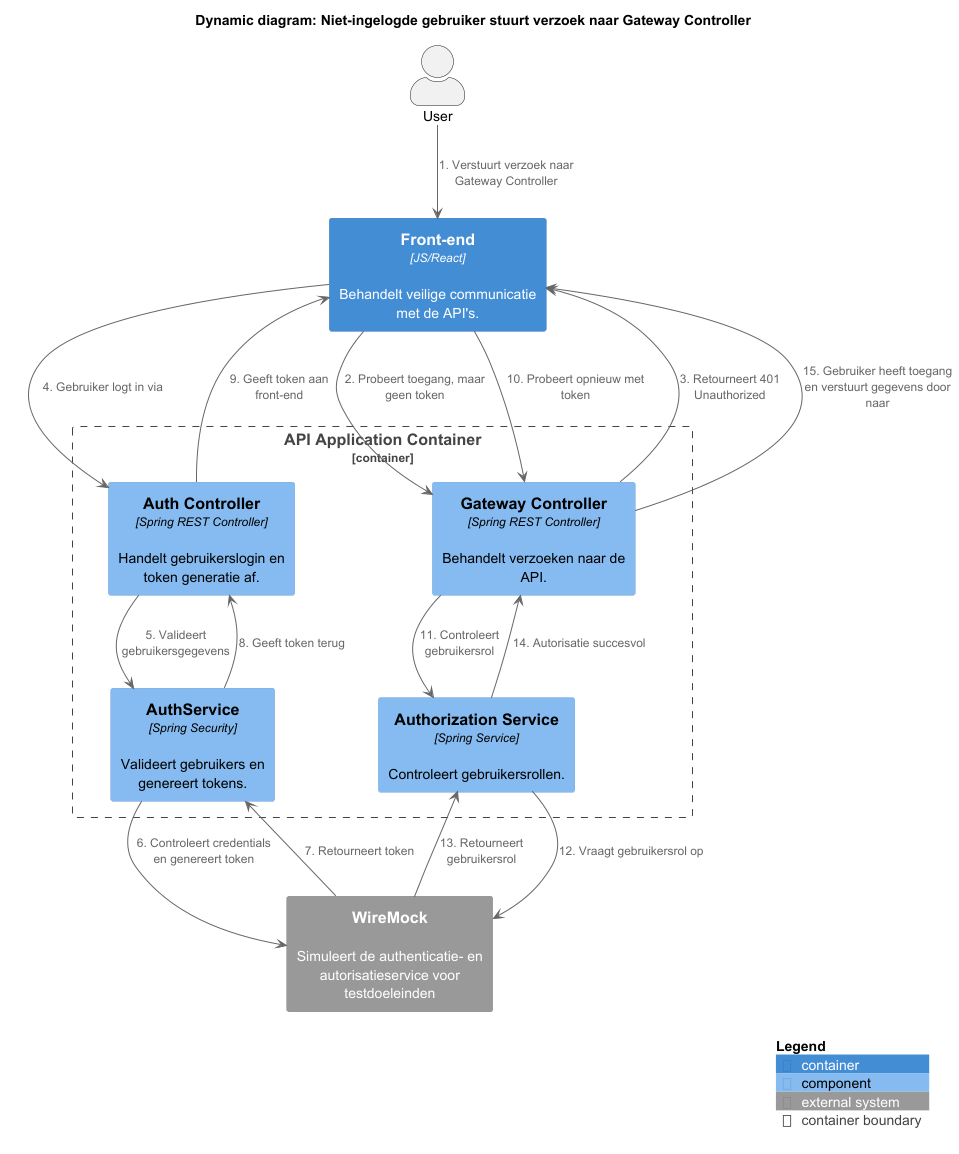 Dynamic diagram: Niet-ingelogde gebruiker stuurt verzoek naar Gateway Controller
User
1. Verstuurt verzoek naar
Gateway Controller
Front-end
[JS/React]
Behandelt veilige communicatie
met de API's.
4. Gebruiker logt in via
9. Geeft token aan
front-end
2. Probeert toegang, maar
geen token
10. Probeert opnieuw met
token
3. Retourneert 401
Unauthorized
15. Gebruiker heeft toegang
en verstuurt gegevens door
naar
API Application Container
[container]
Auth Controller
[Spring REST Controller]
Handelt gebruikerslogin en
token generatie af.
Gateway Controller
[Spring REST Controller]
Behandelt verzoeken naar de
API.
5. Valideert
gebruikersgegevens
8. Geeft token terug
11. Controleert
gebruikersrol
14. Autorisatie succesvol
AuthService
[Spring Security]
Valideert gebruikers en
genereert tokens.
Authorization Service
[Spring Service]
Controleert gebruikersrollen.
6. Controleert credentials
en genereert token
7. Retourneert token
13. Retourneert
gebruikersrol
12. Vraagt gebruikersrol op
WireMock
Simuleert de authenticatie- en
autorisatieservice voor
testdoeleinden
Legend
container
component
external system
container boundary